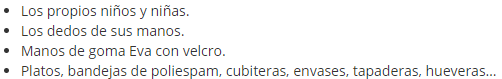 • Los propios niños y niñas.
• Los dedos de sus manos.
• Manos de goma Eva con velcro.
• Platos, bandejas de poliespam, cubiteras, envases, tapaderas, hueveras...